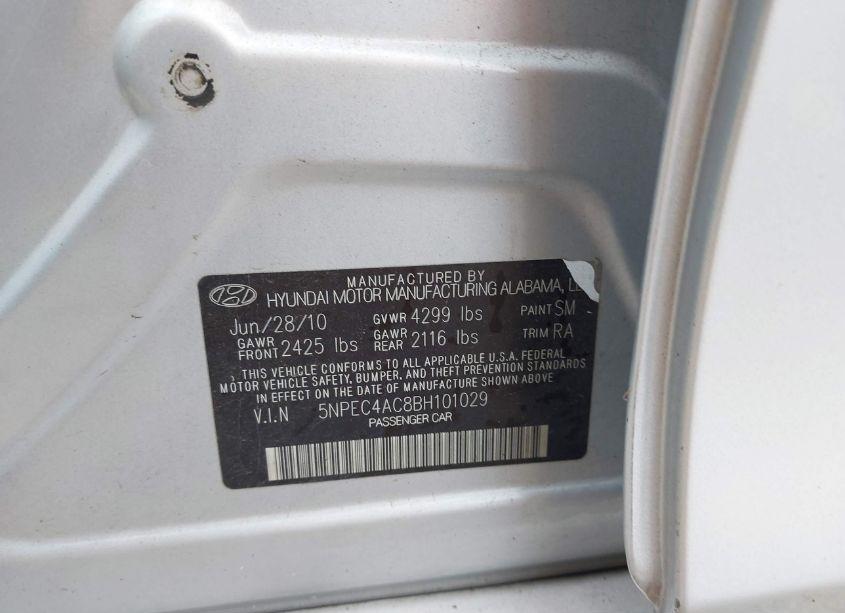 MANUFACTURED BY
HYUNDAI MOTOR MANUFACTURING ALABAMA,
Jun/28/10 GVWR 4299 lbs PAINT SM
GAWR FRONT 2425 lbs GAWR REAR 2116 lbs TRIM RA
THIS VEHICLE CONFORMS TO ALL APPLICABLE U.S.A. FEDERAL
MOTOR VEHICLE SAFETY, BUMPER, AND THEFT PREVENTION STANDARDS
IN EFFECT ON THE DATE OF MANUFACTURE SHOWN ABOVE
V.I.N 5NPEC4AC8BH101029
PASSENGER CAR